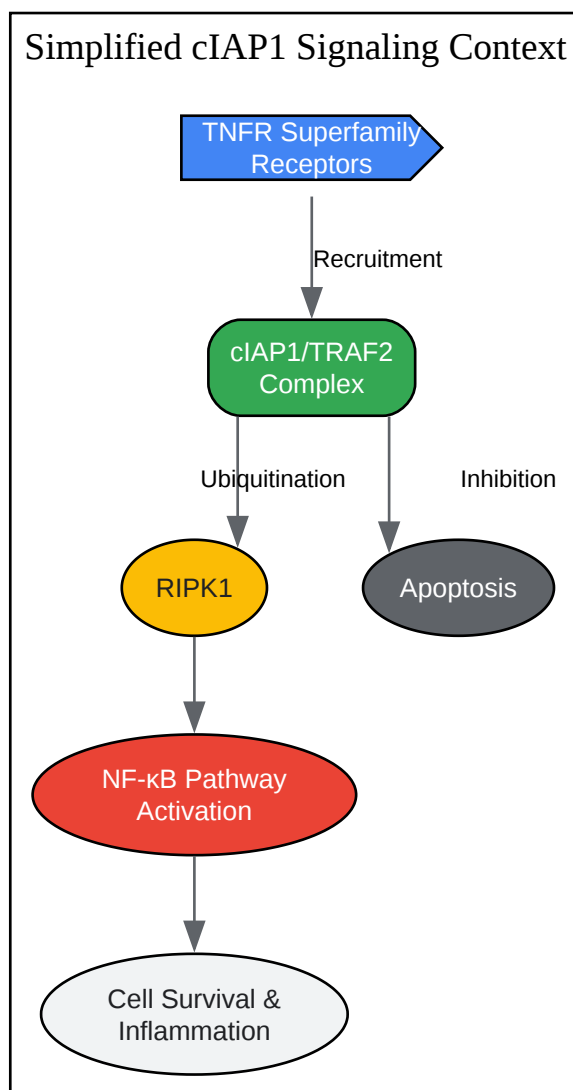 Simplified cIAP1 Signaling Context
TNFR Superfamily
Receptors
Recruitment
cIAP1/TRAF2
Complex
Ubiquitination
Inhibition
RIPK1
Apoptosis
NF-κB Pathway
Activation
Cell Survival &
Inflammation